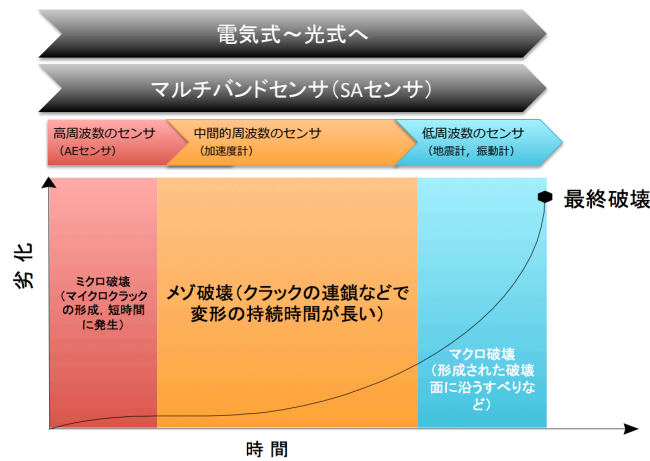 電気式～光式へ
マルチバンドセンサ（SAセンサ）
高周波数のセンサ
（AEセンサ）
中間的周波数のセンサ
（加速度計）
低周波数のセンサ
（地震計，振動計）
最終破壊
劣化
ミクロ破壊
（マイクロクラック
の形成，短時間
に発生）
メゾ破壊（クラックの連鎖などで
変形の持続時間が長い）
マクロ破壊
（形成された破壊
面に沿うすべりな
ど）
時間